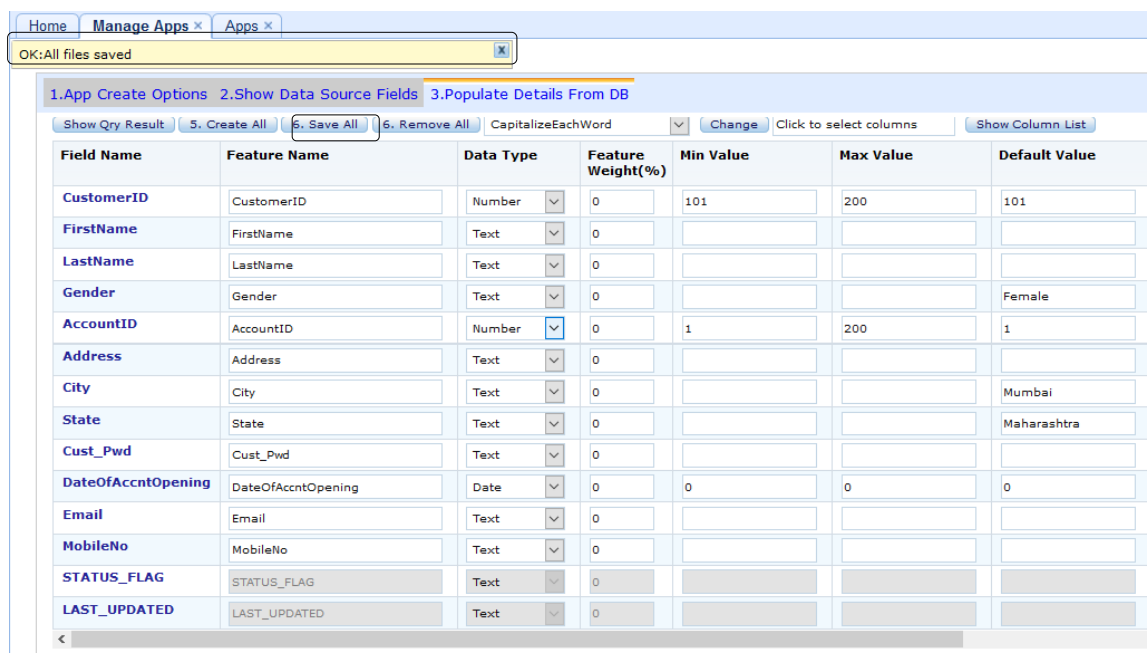 Home Manage Apps × Apps ×
OK:All files saved x
1.App Create Options 2.Show Data Source Fields 3.Populate Details From DB
Show Qry Result 5. Create All 6. Save All 6. Remove All CapitalizeEachWord Change Click to select columns Show Column List
Field Name Feature Name Data Type Feature Weight(%) Min Value Max Value Default Value
CustomerID CustomerID Number 0 101 200 101
FirstName FirstName Text 0
LastName LastName Text 0
Gender Gender Text 0 Female
AccountID AccountID Number 0 1 200 1
Address Address Text 0
City City Text 0 Mumbai
State State Text 0 Maharashtra
Cust_Pwd Cust_Pwd Text 0
DateOfAccntOpening DateOfAccntOpening Date 0 0 0 0
Email Email Text 0
MobileNo MobileNo Text 0
STATUS_FLAG STATUS_FLAG Text 0
LAST_UPDATED LAST_UPDATED Text 0